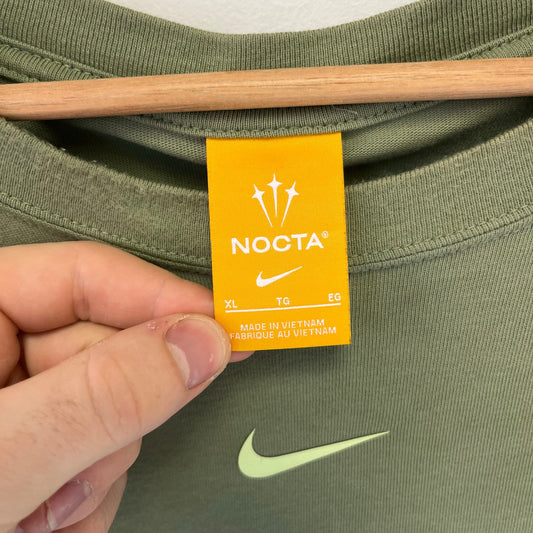 NOCTA®
XL TG EG
MADE IN VIETNAM
FABRIQUE AU VIETNAM